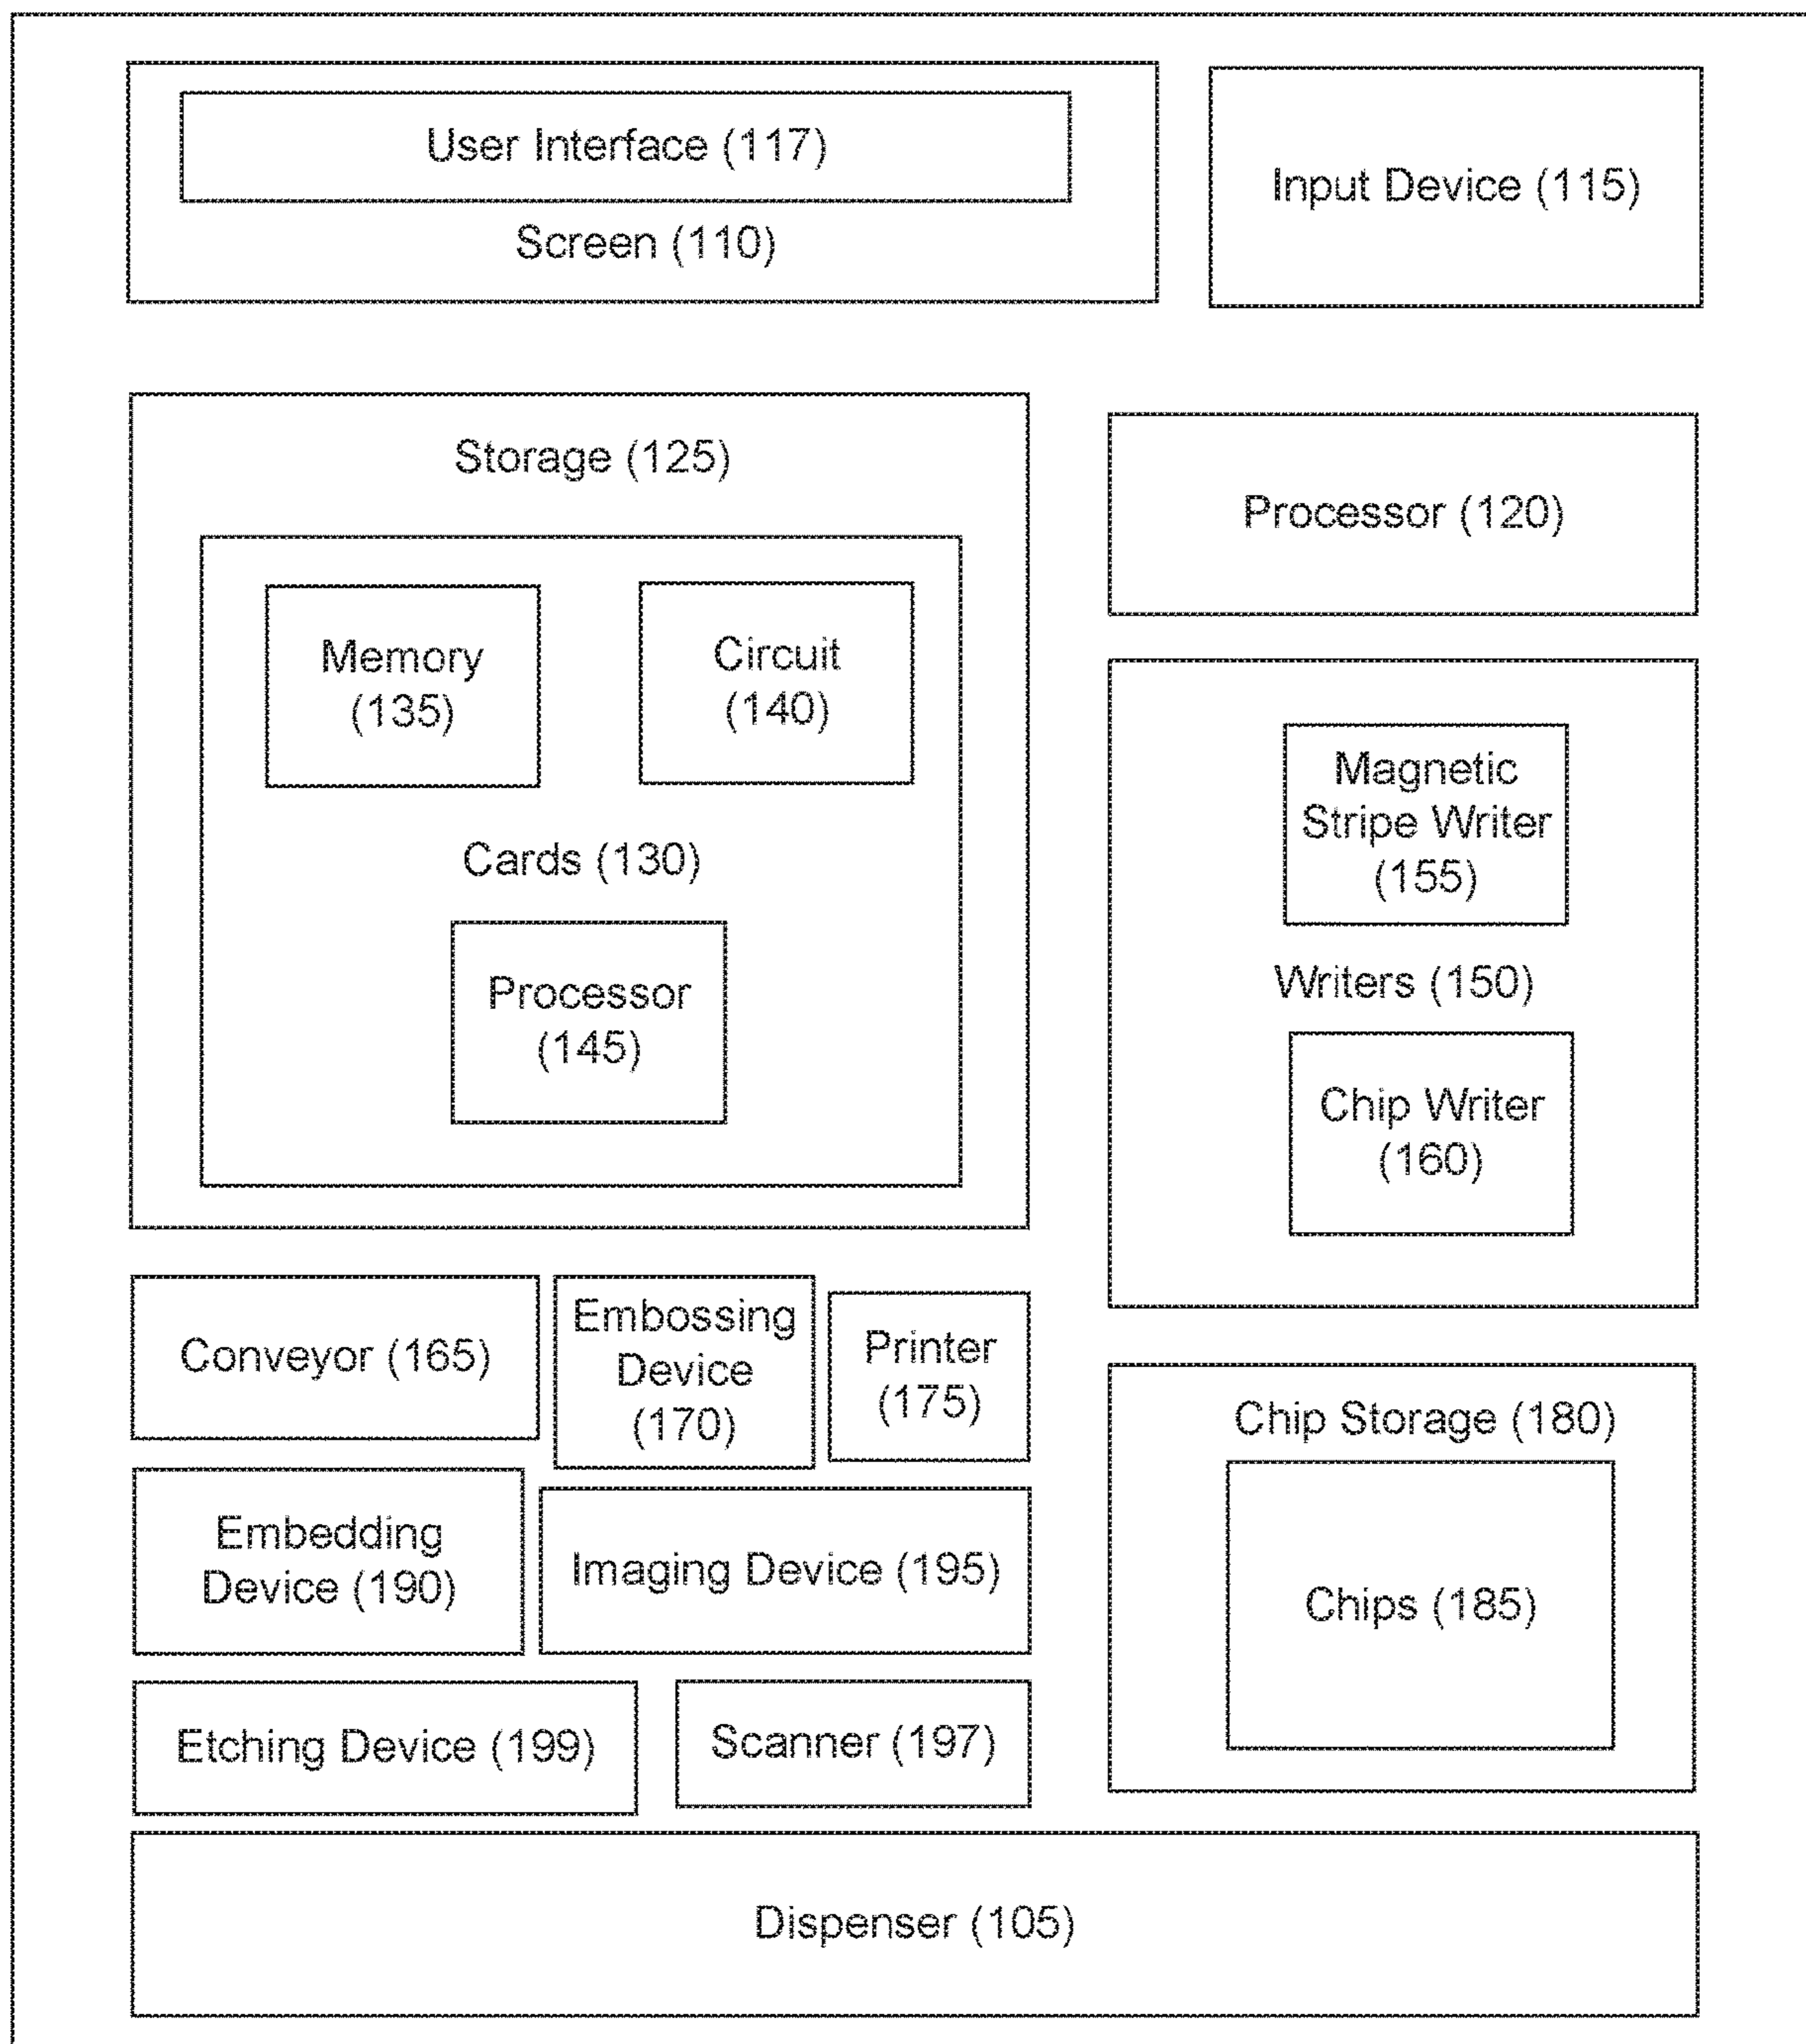 User Interface (117)
Screen (110)
Input Device (115)
Storage (125)
Memory
(135)
Circuit
(140)
Cards (130)
Processor
(145)
Processor (120)
Magnetic
Stripe Writer
(155)
Writers (150)
Chip Writer
(160)
Conveyor (165)
Embossing
Device
(170)
Printer
(175)
Embedding
Device (190)
Imaging Device (195)
Etching Device (199)
Scanner (197)
Chip Storage (180)
Chips (185)
Dispenser (105)